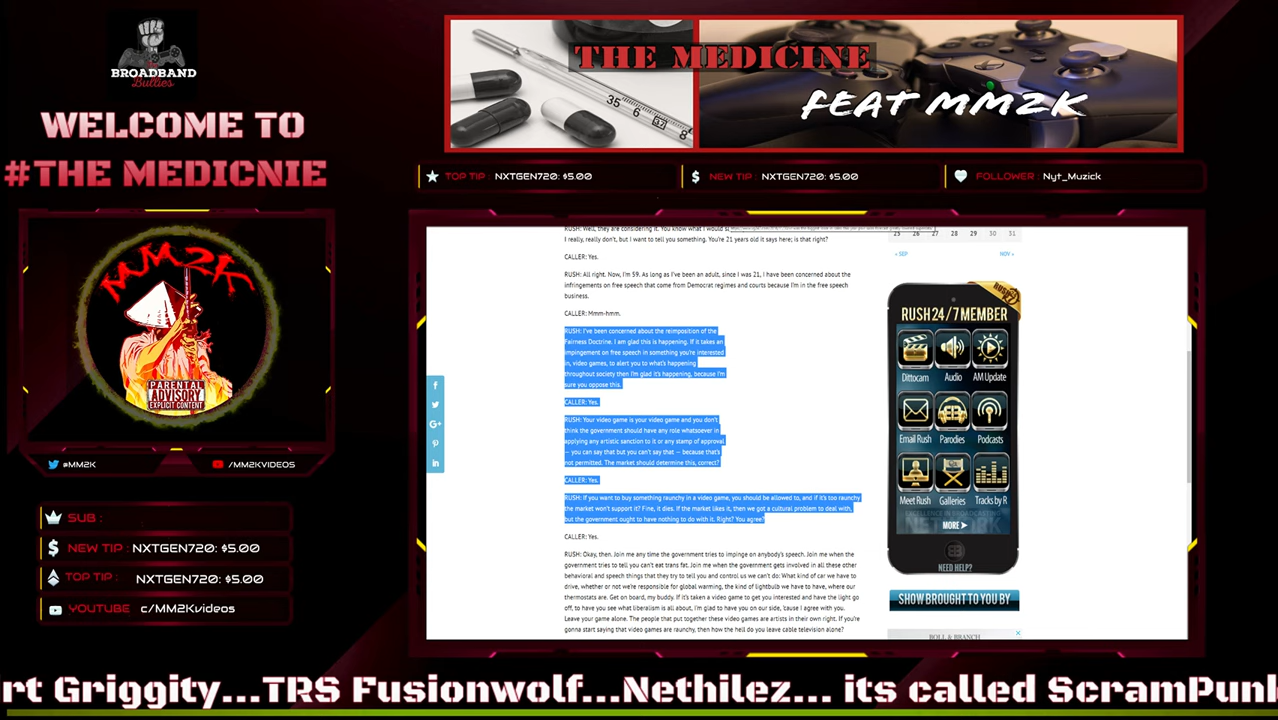 BROADBAND
Bullies
WELCOME TO
#THE MEDICNIE
THE MEDICINE
FEAT MM2K
35
6
37
8
TOP TIP : NXTGEN720: $5.00
NEW TIP : NXTGEN720: $5.00
FOLLOWER : Nyt_Muzick
MM2K
PARENTAL
ADVISORY
EXPLICIT CONTENT
@MM2K
/MM2KVIDEOS
SUB :
NEW TIP : NXTGEN720: $5.00
TOP TIP : NXTGEN720: $5.00
YOUTUBE c/MM2Kvideos
RUSH: Well, they are considering it. You know what I would s
I really, really don't, but I want to tell you something. You're 21 years old it says here; is that right?
CALLER: Yes.
RUSH: All right. Now, I'm 59. As long as I've been an adult, since I was 21, I have been concerned about the
infringements on free speech that come from Democrat regimes and courts because I'm in the free speech
business.
CALLER: Mmm-hmm.
RUSH: I've been concerned about the reimposition of the
Fairness Doctrine. I am glad this is happening. If it takes an
impingement on free speech in something you're interested
in, video games, to alert you to what's happening
throughout society then I'm glad it's happening, because I'm
sure you oppose this.
CALLER: Yes.
RUSH: Your video game is your video game and you don't
think the government should have any role whatsoever in
applying any artistic sanction to it or any stamp of approval
— you can say that but you can't say that — because that's
not permitted. The market should determine this, correct?
CALLER: Yes.
RUSH: If you want to buy something raunchy in a video game, you should be allowed to, and if it's too raunchy
the market won't support it? Fine, it dies. If the market likes it, then we got a cultural problem to deal with,
but the government ought to have nothing to do with it. Right? You agree?
CALLER: Yes.
RUSH: Okay, then. Join me any time the government tries to impinge on anybody's speech. Join me when the
government tries to tell you can't eat trans fat. Join me when the government gets involved in all these other
behavioral and speech things that they try to tell you and control us we can't do: What kind of car we have to
drive, whether or not we're responsible for global warming, the kind of lightbulb we have to have, where our
thermostats are. Get on board, my buddy. If it's taken a video game to get you interested and have the light go
off, to have you see what liberalism is all about, I'm glad to have you on our side, 'cause I agree with you.
Leave your game alone. The people that put together these video games are artists in their own right. If you're
gonna start saying that video games are raunchy, then how the hell do you leave cable television alone?
25 26 27 28 29 30 31
« SEP
NOV »
RUSH 24/7 MEMBER
Dittocam Audio AM Update
Email Rush Parodies Podcasts
Meet Rush Galleries Tracks by R
EXCELLENCE IN BROADCASTING
NETWORK
MORE ▶
NEED HELP?
SHOW BROUGHT TO YOU BY
BOLL & BRANCH
rt Griggity...TRS Fusionwolf...Nethilez... its called ScramPunk